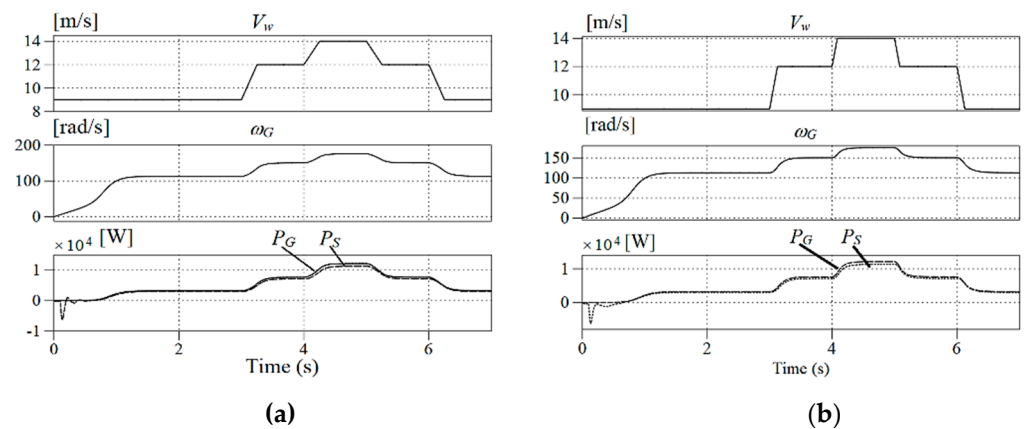 [m/s]
V_w
14
12
10
8
[rad/s]
ω_G
200
100
0
×10^4 [W]
P_G P_S
1
0
-1
0 2 4 6
Time (s)
(a)
[m/s]
V_w
14
12
10
[rad/s]
ω_G
150
100
50
0
×10^4 [W]
P_G P_S
1
0
0 2 4 6
Time (s)
(b)